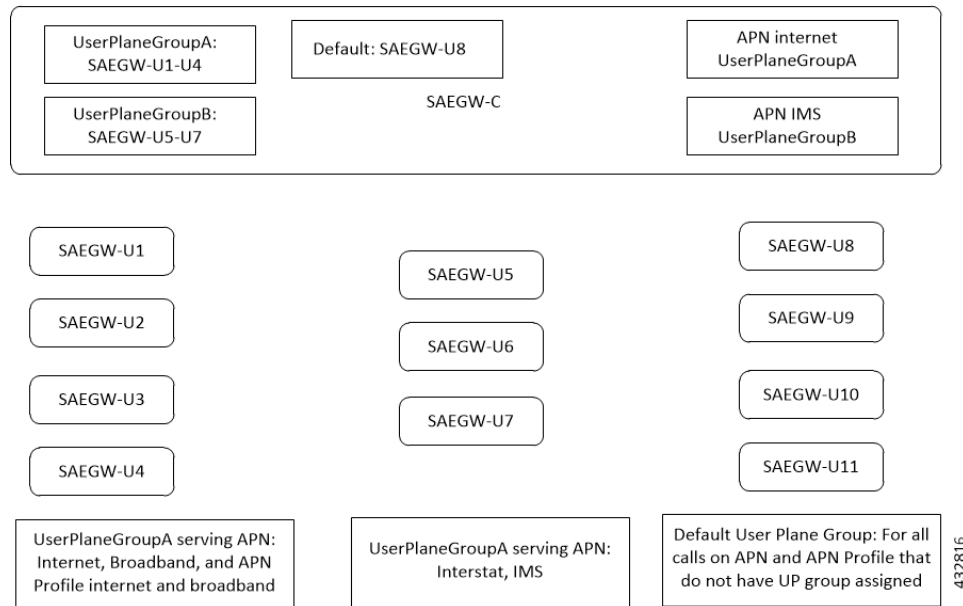 UserPlaneGroupA:
SAEGW-U1-U4
Default: SAEGW-U8
APN internet
UserPlaneGroupA
UserPlaneGroupB:
SAEGW-U5-U7
SAEGW-C
APN IMS
UserPlaneGroupB
SAEGW-U1
SAEGW-U2
SAEGW-U3
SAEGW-U4
SAEGW-U5
SAEGW-U6
SAEGW-U7
SAEGW-U8
SAEGW-U9
SAEGW-U10
SAEGW-U11
UserPlaneGroupA serving APN:
Internet, Broadband, and APN
Profile internet and broadband
UserPlaneGroupA serving APN:
Interstat, IMS
Default User Plane Group: For all
calls on APN and APN Profile that
do not have UP group assigned
432816